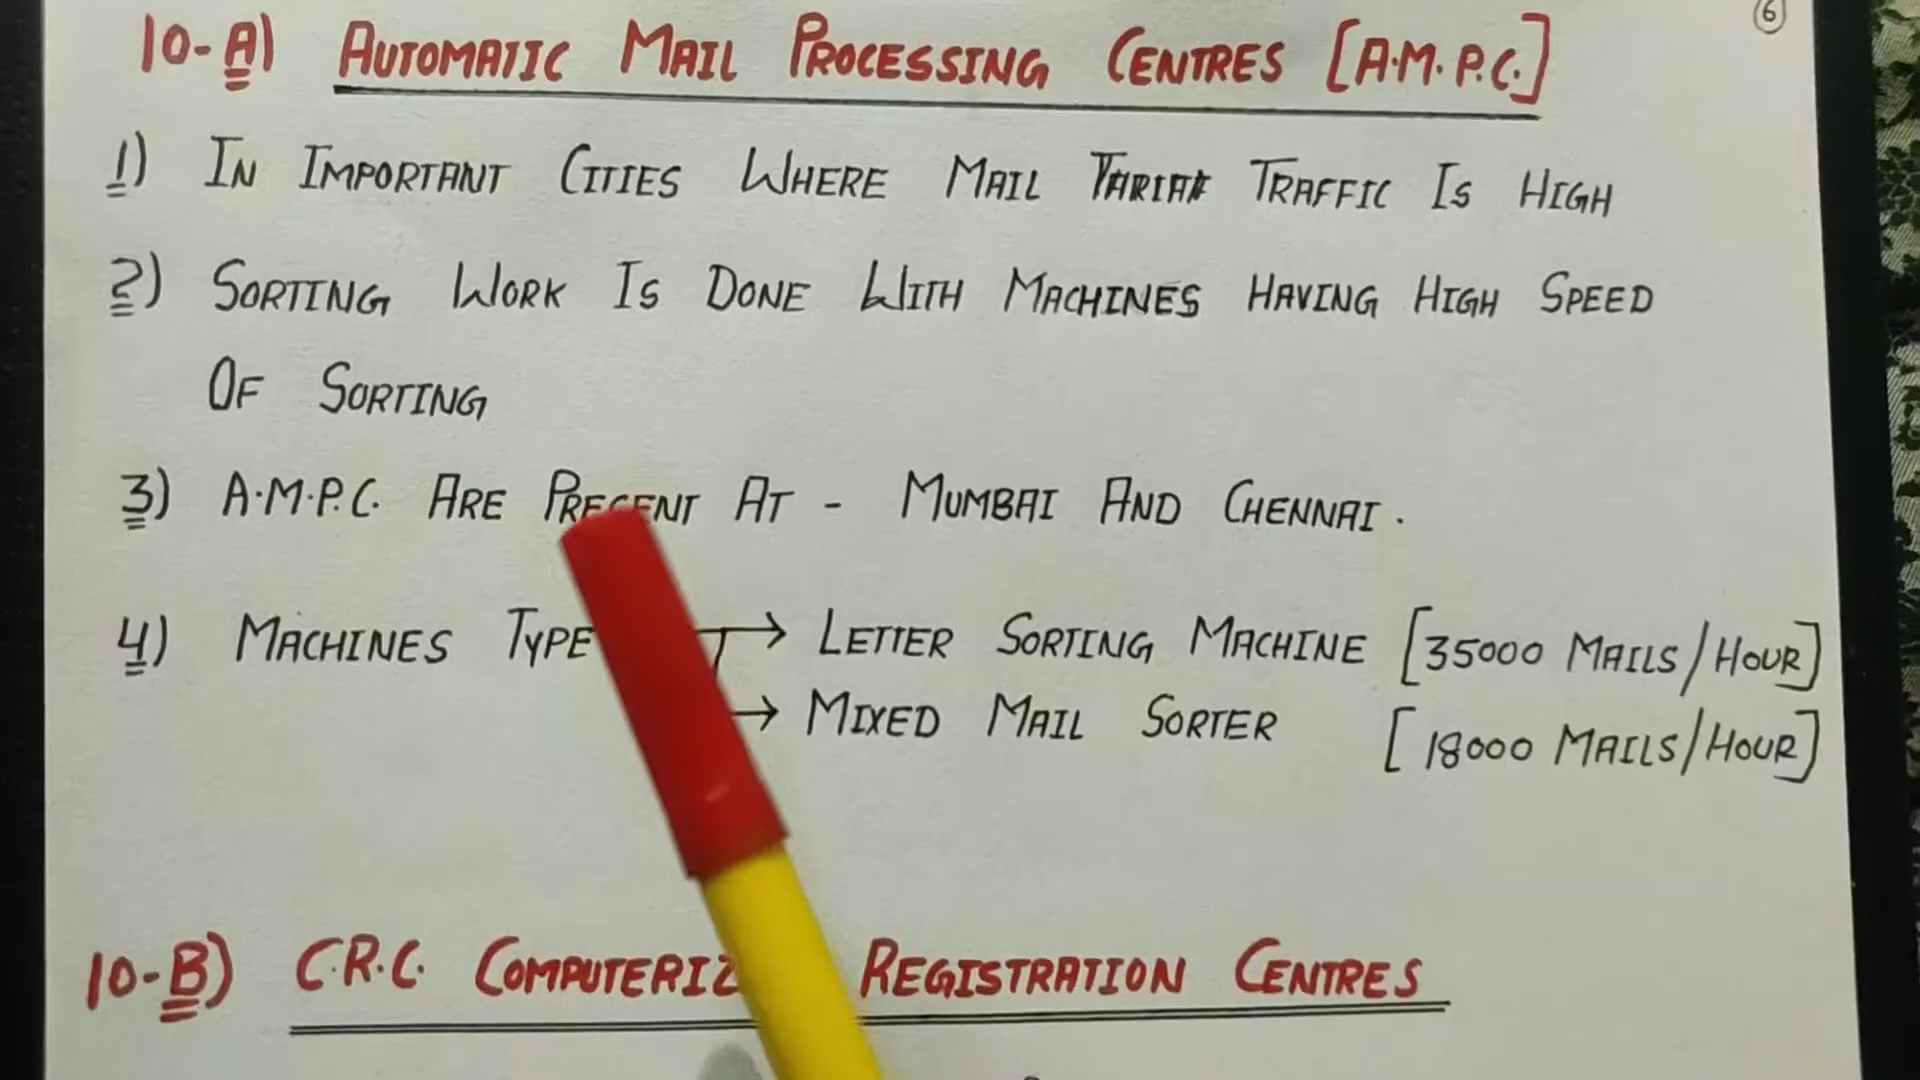 6
10-A) AUTOMATIC MAIL PROCESSING CENTRES [A.M.P.C.]
1) IN IMPORTANT CITIES WHERE MAIL TRAFFIC IS HIGH
2) SORTING WORK IS DONE WITH MACHINES HAVING HIGH SPEED
OF SORTING
3) A.M.P.C. ARE PRESENT AT - MUMBAI AND CHENNAI.
4) MACHINES TYPE → LETTER SORTING MACHINE [35000 MAILS/HOUR]
→ MIXED MAIL SORTER [18000 MAILS/HOUR]
10-B) C.R.C. COMPUTERIZ REGISTRATION CENTRES